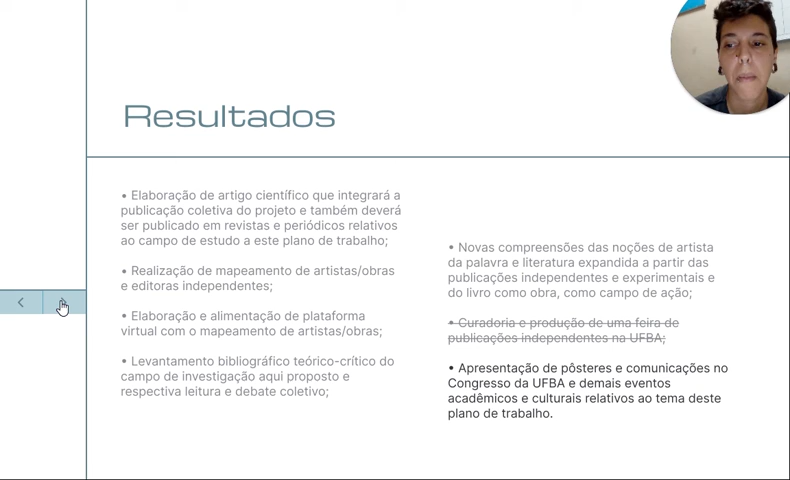 Resultados
• Elaboração de artigo científico que integrará a
publicação coletiva do projeto e também deverá
ser publicado em revistas e periódicos relativos
ao campo de estudo a este plano de trabalho;
• Realização de mapeamento de artistas/obras
e editoras independentes;
• Elaboração e alimentação de plataforma
virtual com o mapeamento de artistas/obras;
• Levantamento bibliográfico teórico-crítico do
campo de investigação aqui proposto e
respectiva leitura e debate coletivo;
• Novas compreensões das noções de artista
da palavra e literatura expandida a partir das
publicações independentes e experimentais e
do livro como obra, como campo de ação;
• Curadoria e produção de uma feira de
publicações independentes na UFBA;
• Apresentação de pôsteres e comunicações no
Congresso da UFBA e demais eventos
acadêmicos e culturais relativos ao tema deste
plano de trabalho.